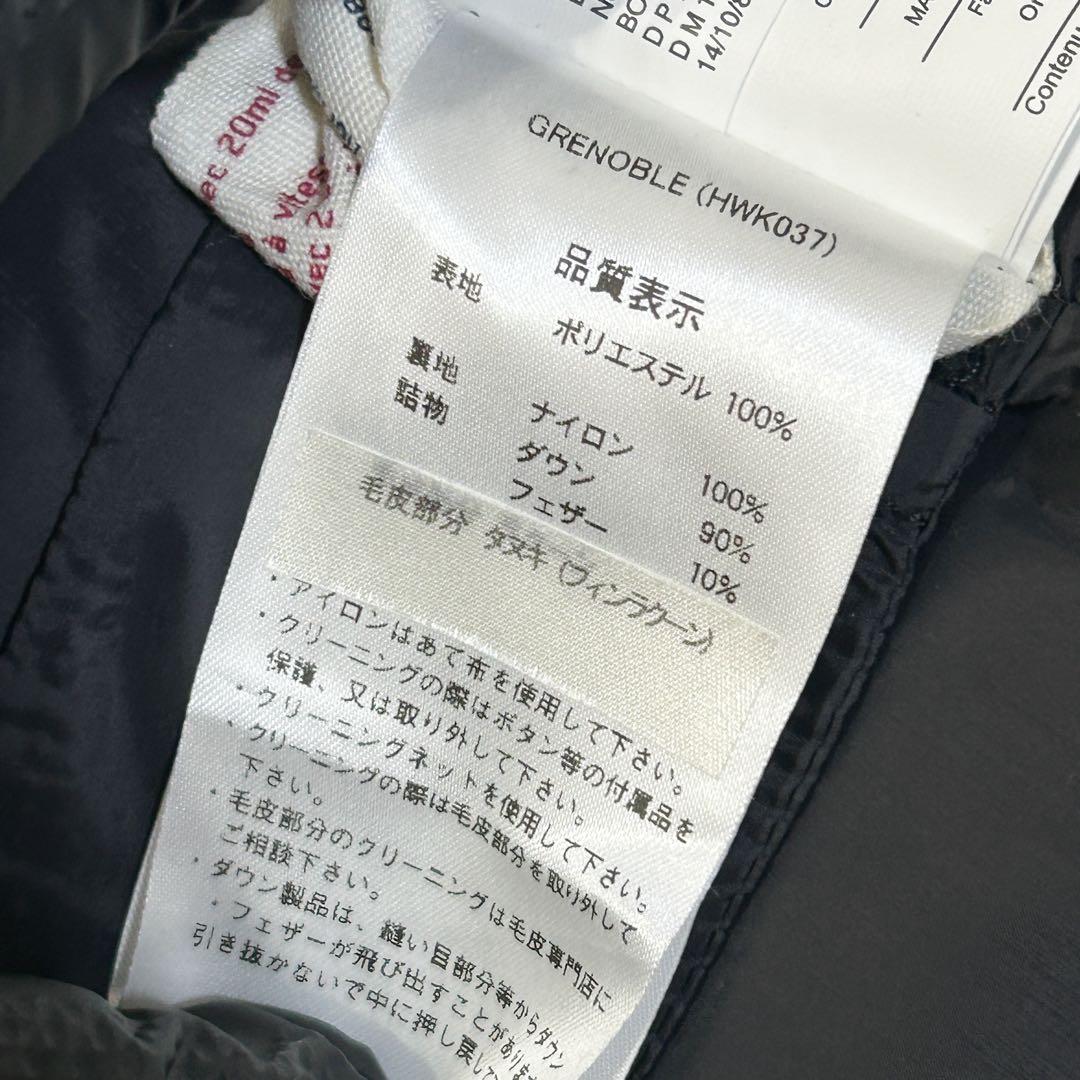 20ml de
à vites
Contenu
BO
14/10/8
GRENOBLE (HWK037)
品質表示
表地 ポリエステル 100%
裏地 ナイロン 100%
詰物 ダウン 90%
フェザー 10%
毛皮部分 タヌキ（フィンラクーン）
・アイロンはあて布を使用して下さい。
・クリーニングの際はボタン等の付属品を
保護、又は取り外して下さい。
・クリーニングネットを使用して下さい。
・クリーニングの際は毛皮部分を取り外して
下さい。
・毛皮部分のクリーニングは毛皮専門店に
ご相談下さい。
・ダウン製品は、縫い目部分等からダウン
・フェザーが飛び出すことがあります
引き抜かないで中に押し戻して